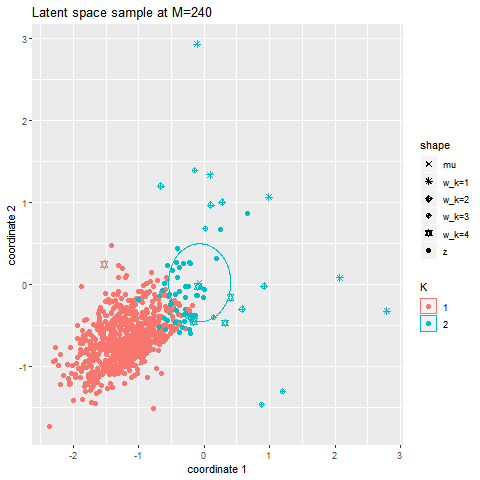 Latent space sample at M=240
3
2
1
0
-1
coordinate 2
-2
-1
0
1
2
3
coordinate 1
shape
mu
w_k=1
w_k=2
w_k=3
w_k=4
z
K
1
2